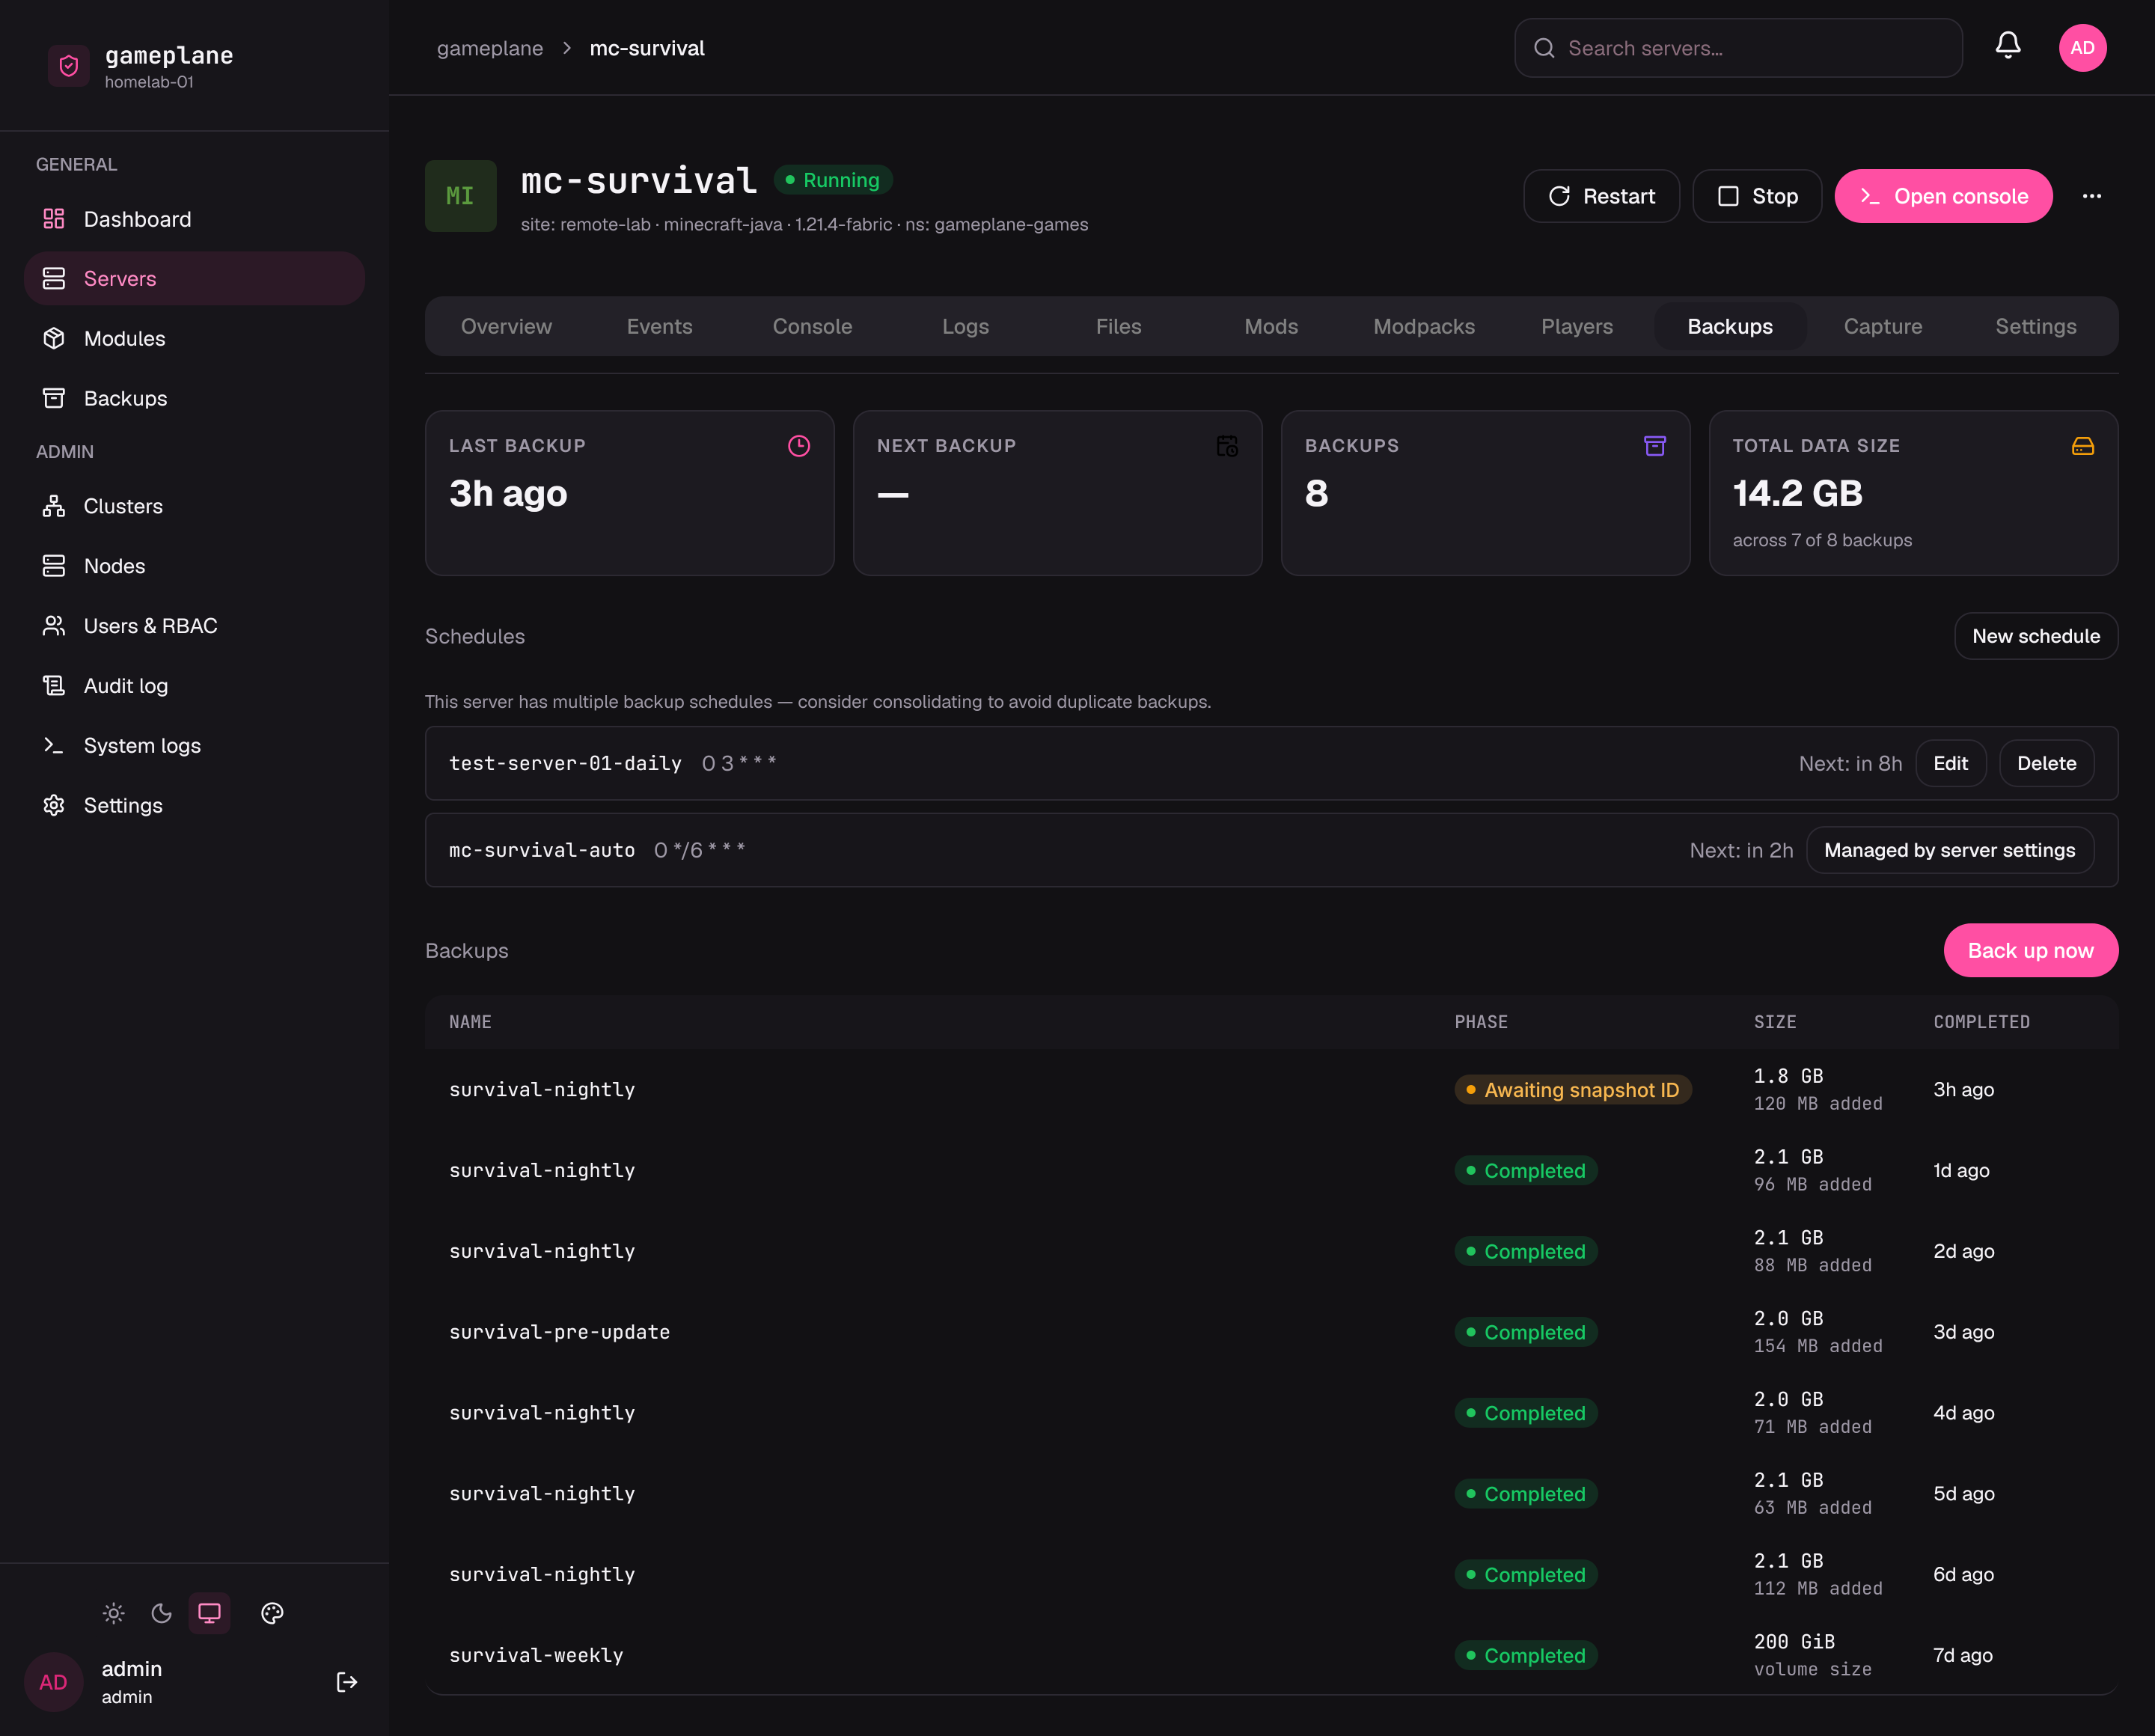 gameplane
homelab-01
GENERAL
Dashboard
Servers
Modules
Backups
ADMIN
Clusters
Nodes
Users & RBAC
Audit log
System logs
Settings
AD
admin
admin
gameplane > mc-survival
Search servers...
AD
MI
mc-survival
Running
site: remote-lab · minecraft-java · 1.21.4-fabric · ns: gameplane-games
Restart
Stop
Open console
Overview
Events
Console
Logs
Files
Mods
Modpacks
Players
Backups
Capture
Settings
LAST BACKUP
3h ago
NEXT BACKUP
—
BACKUPS
8
TOTAL DATA SIZE
14.2 GB
across 7 of 8 backups
Schedules
New schedule
This server has multiple backup schedules — consider consolidating to avoid duplicate backups.
test-server-01-daily 0 3 * * * Next: in 8h Edit Delete
mc-survival-auto 0 */6 * * * Next: in 2h Managed by server settings
Backups
Back up now
NAME PHASE SIZE COMPLETED
survival-nightly Awaiting snapshot ID 1.8 GB 3h ago
120 MB added
survival-nightly Completed 2.1 GB 1d ago
96 MB added
survival-nightly Completed 2.1 GB 2d ago
88 MB added
survival-pre-update Completed 2.0 GB 3d ago
154 MB added
survival-nightly Completed 2.0 GB 4d ago
71 MB added
survival-nightly Completed 2.1 GB 5d ago
63 MB added
survival-nightly Completed 2.1 GB 6d ago
112 MB added
survival-weekly Completed 200 GiB 7d ago
volume size